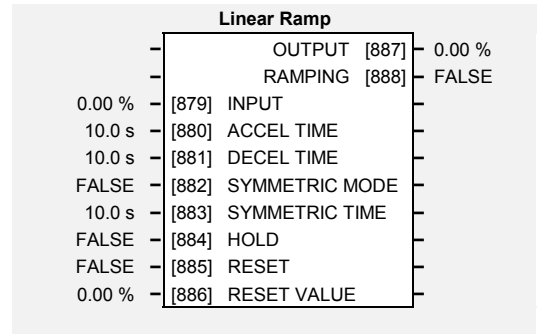 Linear Ramp
OUTPUT [887] – 0.00 %
RAMPING [888] – FALSE
0.00 % – [879] INPUT
10.0 s – [880] ACCEL TIME
10.0 s – [881] DECEL TIME
FALSE – [882] SYMMETRIC MODE
10.0 s – [883] SYMMETRIC TIME
FALSE – [884] HOLD
FALSE – [885] RESET
0.00 % – [886] RESET VALUE